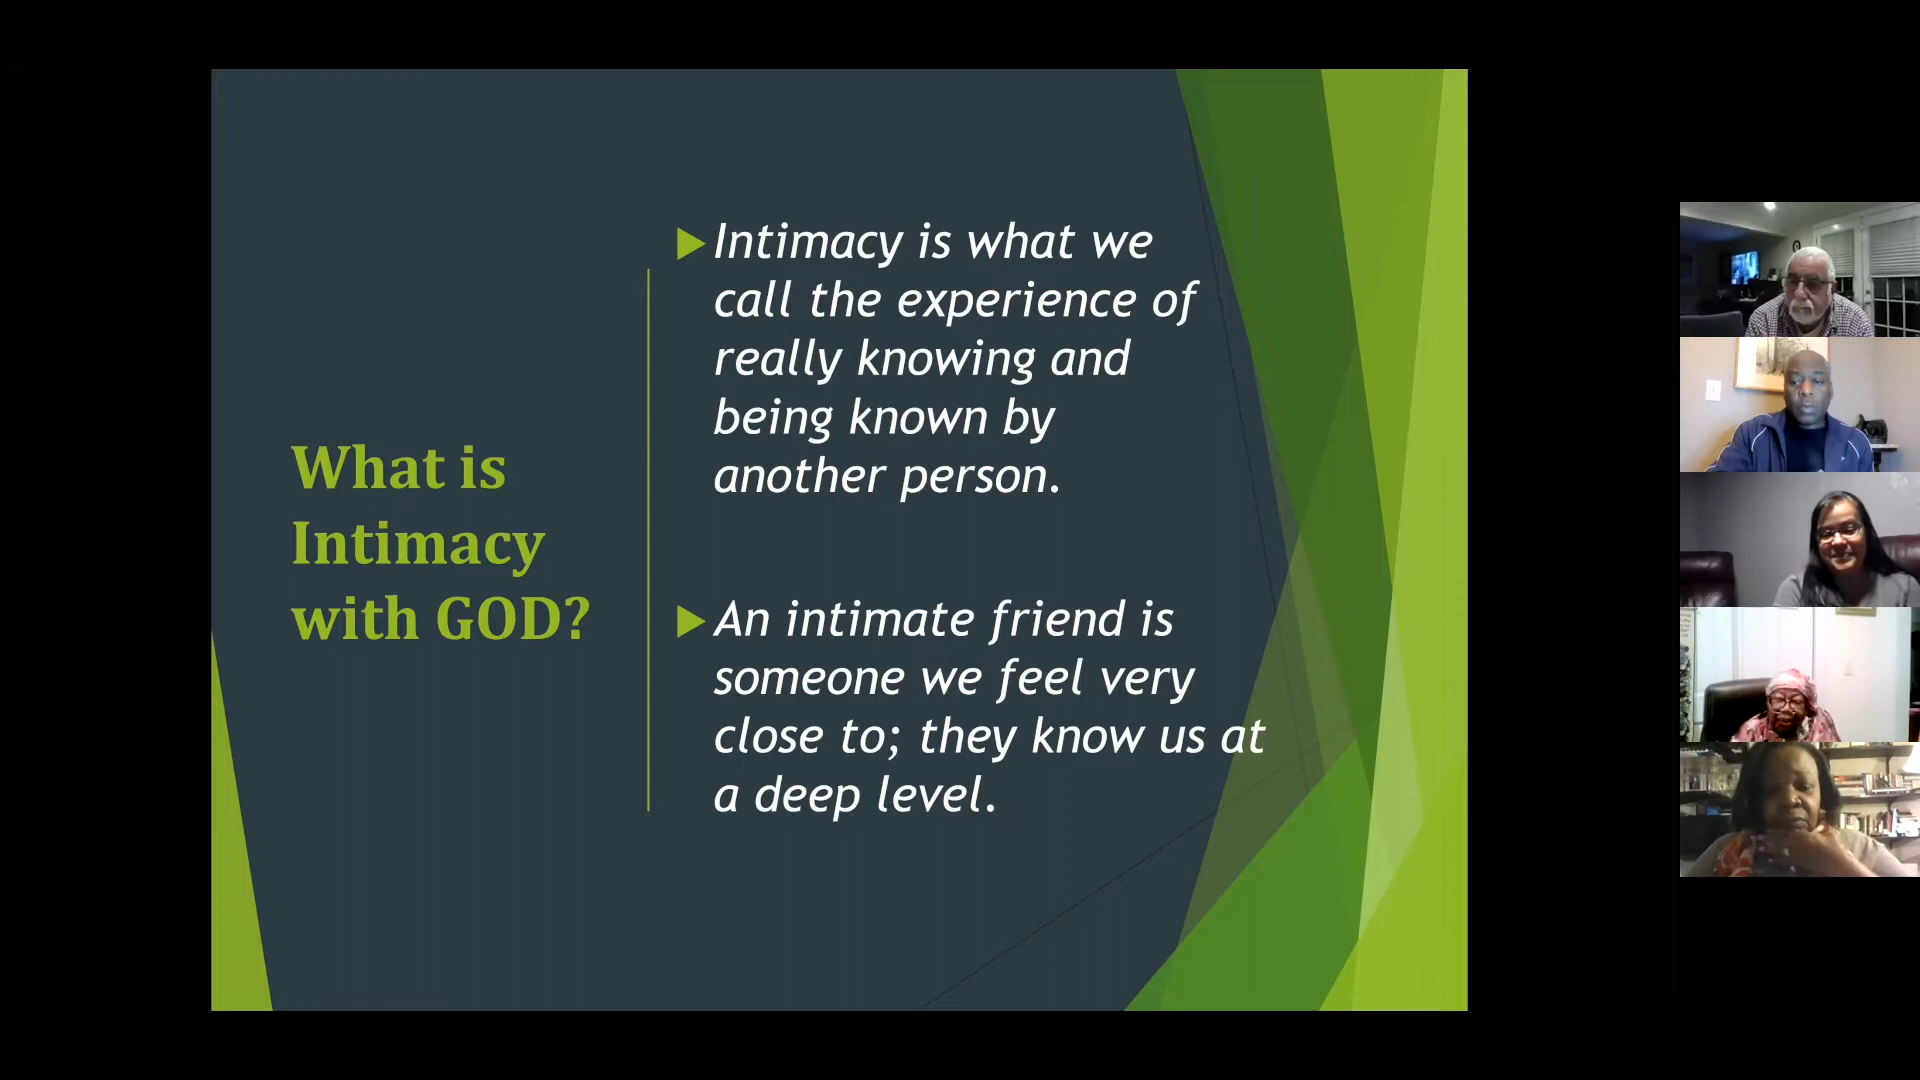 What is
Intimacy
with GOD?
Intimacy is what we
call the experience of
really knowing and
being known by
another person.
An intimate friend is
someone we feel very
close to; they know us at
a deep level.